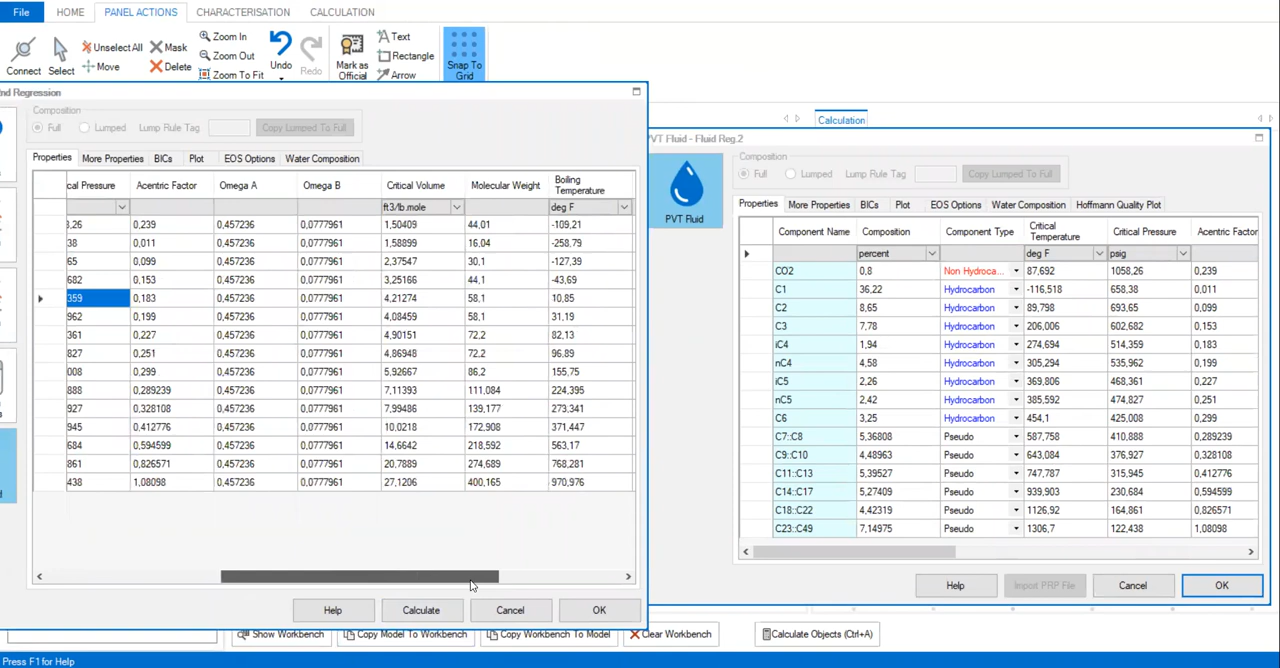 File HOME PANEL ACTIONS CHARACTERISATION CALCULATION
Connect Select Unselect All Mask Move Delete Zoom In Zoom Out Zoom To Fit Undo Redo Mark as Official Text Rectangle Arrow Snap To Grid
nd Regression
Composition
Full Lumped Lump Rule Tag Copy Lumped To Full
Properties More Properties BICs Plot EOS Options Water Composition
cal Pressure Acentric Factor Omega A Omega B Critical Volume Molecular Weight Boiling Temperature
ft3/lb.mole deg F
,26 0,239 0,457236 0,0777961 1,50409 44,01 -109,21
38 0,011 0,457236 0,0777961 1,58899 16,04 -258,79
65 0,099 0,457236 0,0777961 2,37547 30,1 -127,39
682 0,153 0,457236 0,0777961 3,25166 44,1 -43,69
359 0,183 0,457236 0,0777961 4,21274 58,1 10,85
962 0,199 0,457236 0,0777961 4,08459 58,1 31,19
361 0,227 0,457236 0,0777961 4,90151 72,2 82,13
827 0,251 0,457236 0,0777961 4,86948 72,2 96,89
008 0,299 0,457236 0,0777961 5,92667 86,2 155,75
888 0,289239 0,457236 0,0777961 7,11393 111,084 224,395
927 0,328108 0,457236 0,0777961 7,99486 139,177 273,341
945 0,412776 0,457236 0,0777961 10,0218 172,908 371,447
684 0,594599 0,457236 0,0777961 14,6642 218,592 563,17
861 0,826571 0,457236 0,0777961 20,7889 274,689 768,281
438 1,08098 0,457236 0,0777961 27,1206 400,165 970,976
Help Calculate Cancel OK
Calculation
PVT Fluid - Fluid Reg.2
PVT Fluid
Composition
Full Lumped Lump Rule Tag Copy Lumped To Full
Properties More Properties BICs Plot EOS Options Water Composition Hoffmann Quality Plot
Component Name Composition Component Type Critical Temperature Critical Pressure Acentric Factor
percent deg F psig
CO2 0,8 Non Hydroca... 87,692 1058,26 0,239
C1 36,22 Hydrocarbon -116,518 658,38 0,011
C2 8,65 Hydrocarbon 89,798 693,65 0,099
C3 7,78 Hydrocarbon 206,006 602,682 0,153
iC4 1,94 Hydrocarbon 274,694 514,359 0,183
nC4 4,58 Hydrocarbon 305,294 535,962 0,199
iC5 2,26 Hydrocarbon 369,806 468,361 0,227
nC5 2,42 Hydrocarbon 385,592 474,827 0,251
C6 3,25 Hydrocarbon 454,1 425,008 0,299
C7::C8 5,36808 Pseudo 587,758 410,888 0,289239
C9::C10 4,48963 Pseudo 643,084 376,927 0,328108
C11::C13 5,39527 Pseudo 747,787 315,945 0,412776
C14::C17 5,27409 Pseudo 939,903 230,684 0,594599
C18::C22 4,42319 Pseudo 1126,92 164,861 0,826571
C23::C49 7,14975 Pseudo 1306,7 122,438 1,08098
Help Import PRP File Cancel OK
Show Workbench Copy Model To Workbench Copy Workbench To Model Clear Workbench Calculate Objects (Ctrl+A)
Press F1 for Help